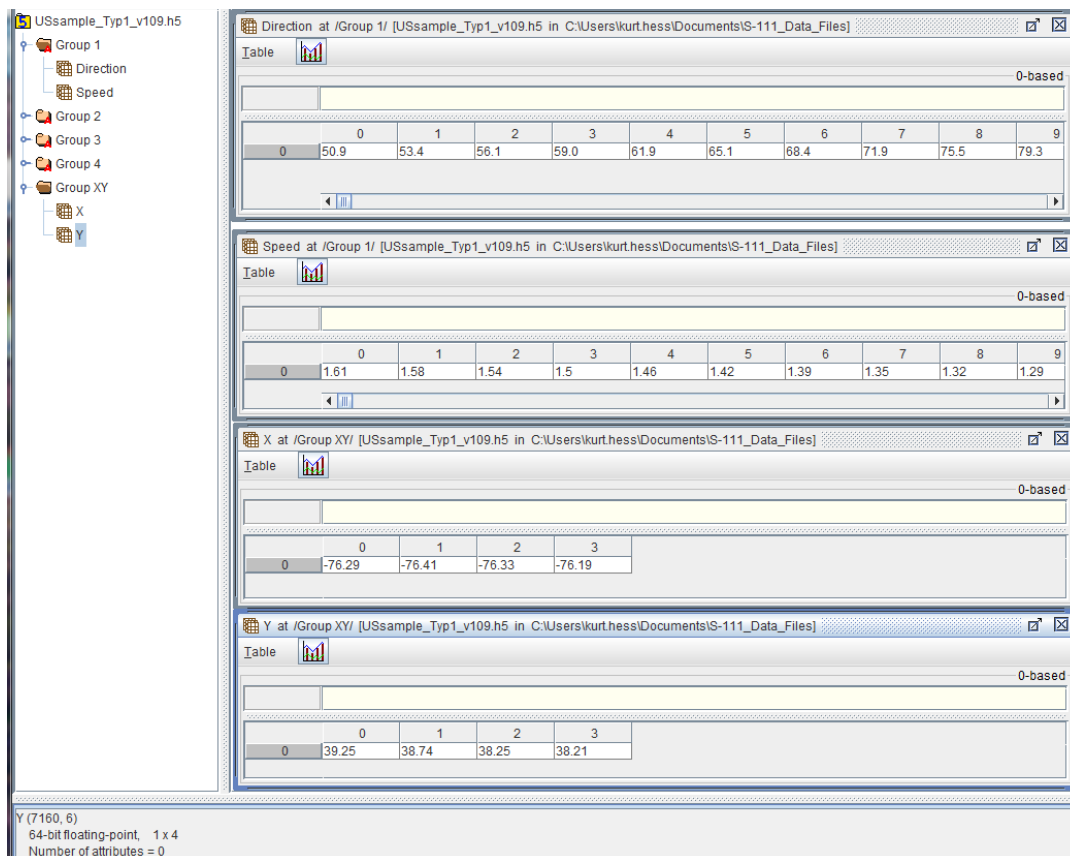 USsample_Typ1_v109.h5
Group 1
Direction
Speed
Group 2
Group 3
Group 4
Group XY
X
Y
Direction at /Group 1/ [USsample_Typ1_v109.h5 in C:\Users\kurt.hess\Documents\S-111_Data_Files]
Table
0-based
0 1 2 3 4 5 6 7 8 9
0 50.9 53.4 56.1 59.0 61.9 65.1 68.4 71.9 75.5 79.3
Speed at /Group 1/ [USsample_Typ1_v109.h5 in C:\Users\kurt.hess\Documents\S-111_Data_Files]
Table
0-based
0 1 2 3 4 5 6 7 8 9
0 1.61 1.58 1.54 1.5 1.46 1.42 1.39 1.35 1.32 1.29
X at /Group XY/ [USsample_Typ1_v109.h5 in C:\Users\kurt.hess\Documents\S-111_Data_Files]
Table
0-based
0 1 2 3
0 -76.29 -76.41 -76.33 -76.19
Y at /Group XY/ [USsample_Typ1_v109.h5 in C:\Users\kurt.hess\Documents\S-111_Data_Files]
Table
0-based
0 1 2 3
0 39.25 38.74 38.25 38.21
Y (7160, 6)
64-bit floating-point, 1 x 4
Number of attributes = 0